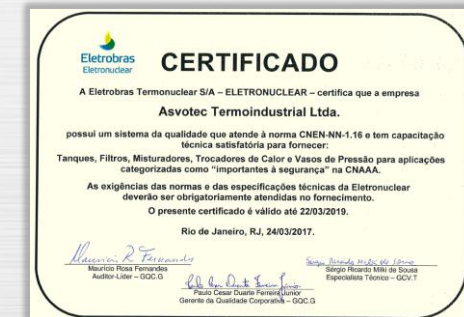 Eletrobras
Eletronuclear
CERTIFICADO
A Eletrobras Termonuclear S/A – ELETRONUCLEAR – certifica que a empresa
Asvotec Termoindustrial Ltda.
possui um sistema da qualidade que atende à norma CNEN-NN-1.16 e tem capacitação
técnica satisfatória para fornecer:
Tanques, Filtros, Misturadores, Trocadores de Calor e Vasos de Pressão para aplicações
categorizadas como “importantes à segurança” na CNAAA.
As exigências das normas e das especificações técnicas da Eletronuclear
deverão ser obrigatoriamente atendidas no fornecimento.
O presente certificado é válido até 22/03/2019.
Rio de Janeiro, RJ, 24/03/2017.
Maurício Rosa Fernandes
Auditor-Líder – GQC.G
Sérgio Ricardo Milki de Sousa
Especialista Técnico – GCV.T
Paulo Cesar Duarte Ferreira Junior
Gerente da Qualidade Corporativa – GQC.G